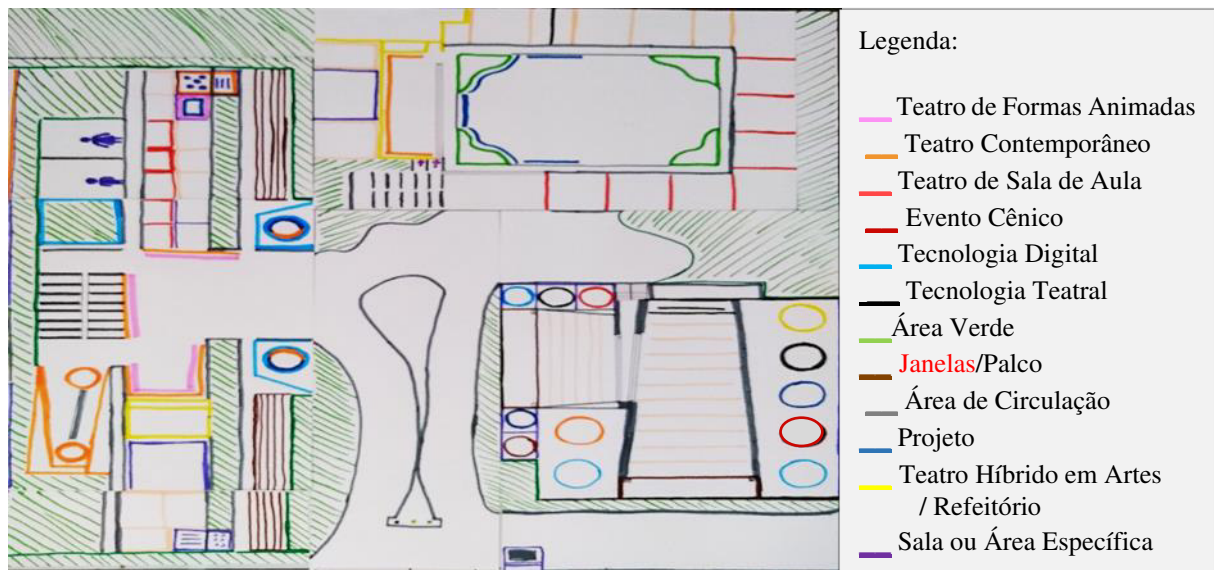 Legenda:
Teatro de Formas Animadas
Teatro Contemporâneo
Teatro de Sala de Aula
Evento Cênico
Tecnologia Digital
Tecnologia Teatral
Área Verde
Janelas/Palco
Área de Circulação
Projeto
Teatro Híbrido em Artes
/ Refeitório
Sala ou Área Específica